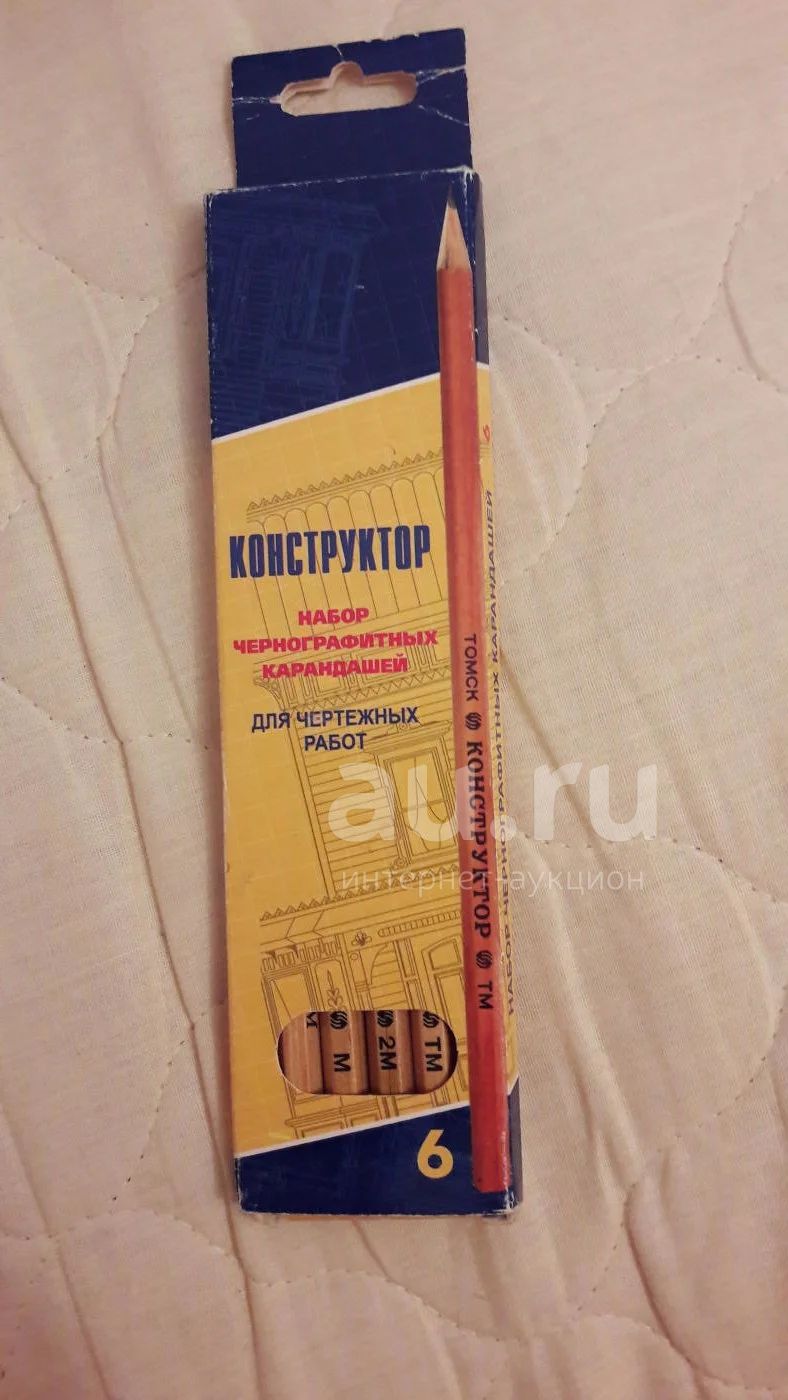 КОНСТРУКТОР
НАБОР
ЧЕРНОГРАФИТНЫХ
КАРАНДАШЕЙ
ДЛЯ ЧЕРТЕЖНЫХ
РАБОТ
ТОМСК КОНСТРУКТОР ТМ
НАБОР ЧЕРНОГРАФИТНЫХ КАРАНДАШЕЙ 6
au.ru
интернет-аукцион
М
2М
ТМ
6